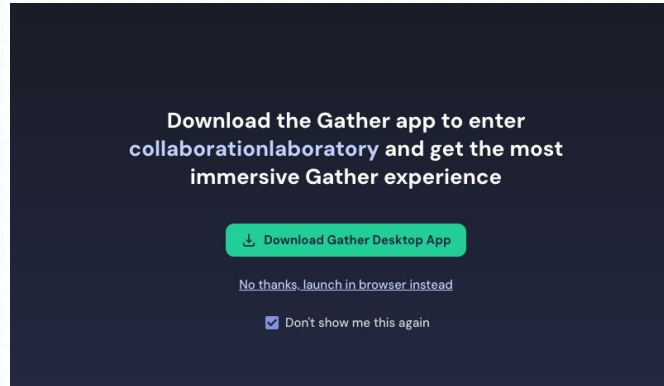 Download the Gather app to enter
collaborationlaboratory and get the most
immersive Gather experience
Download Gather Desktop App
No thanks, launch in browser instead
Don't show me this again